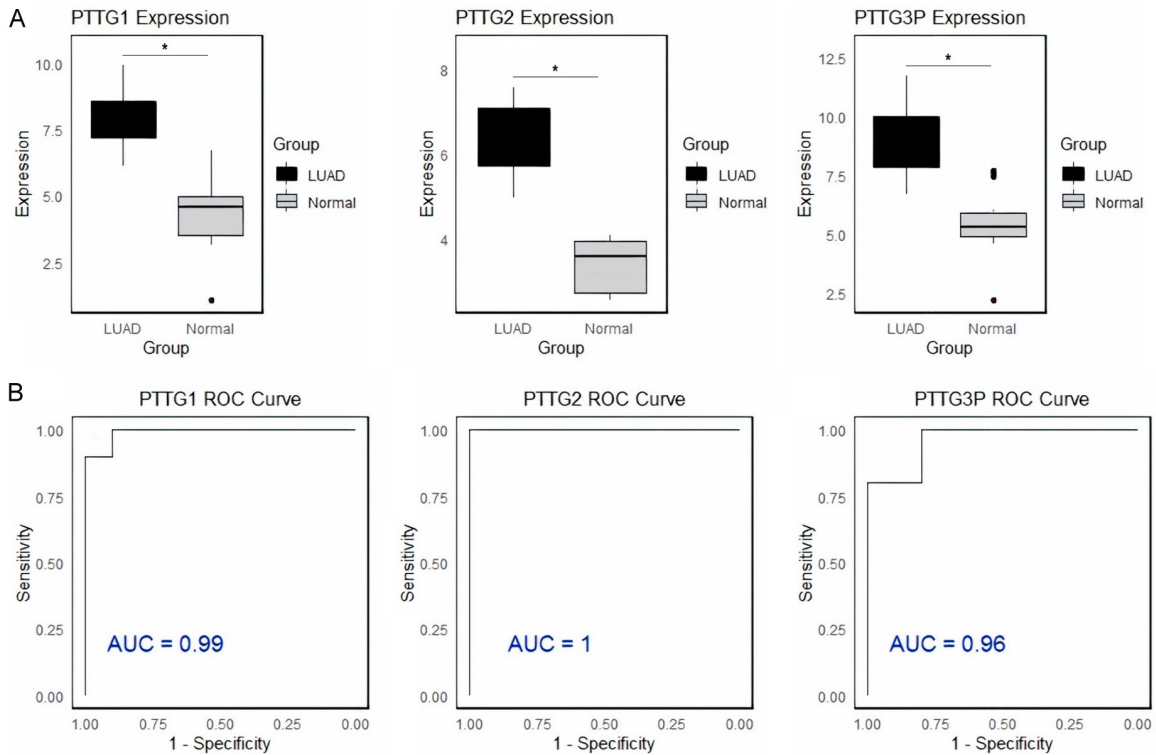 A
PTTG1 Expression
PTTG2 Expression
PTTG3P Expression
*
10.0
7.5
5.0
2.5
Expression
LUAD
Normal
Group
Group
LUAD
Normal
*
8
6
4
Expression
LUAD
Normal
Group
Group
LUAD
Normal
*
12.5
10.0
7.5
5.0
2.5
Expression
LUAD
Normal
Group
Group
LUAD
Normal
B
PTTG1 ROC Curve
1.00
0.75
0.50
0.25
0.00
Sensitivity
AUC = 0.99
1.00 0.75 0.50 0.25 0.00
1 - Specificity
PTTG2 ROC Curve
1.00
0.75
0.50
0.25
0.00
Sensitivity
AUC = 1
1.00 0.75 0.50 0.25 0.00
1 - Specificity
PTTG3P ROC Curve
1.00
0.75
0.50
0.25
0.00
Sensitivity
AUC = 0.96
1.00 0.75 0.50 0.25 0.00
1 - Specificity